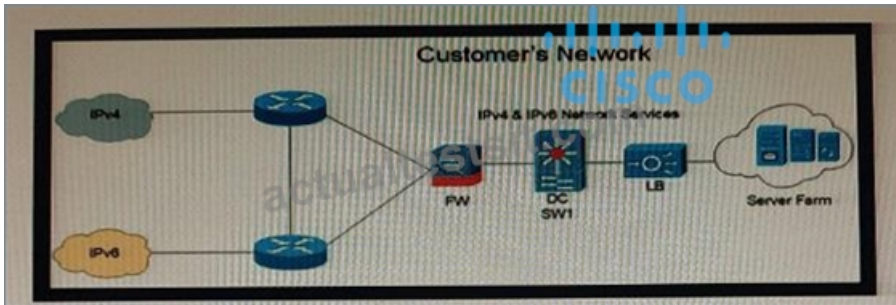 Customer's Network
CISCO
IPv4
IPv4 & IPv6 Network Services
FW
DC
SW1
LB
Server Farm
IPv6